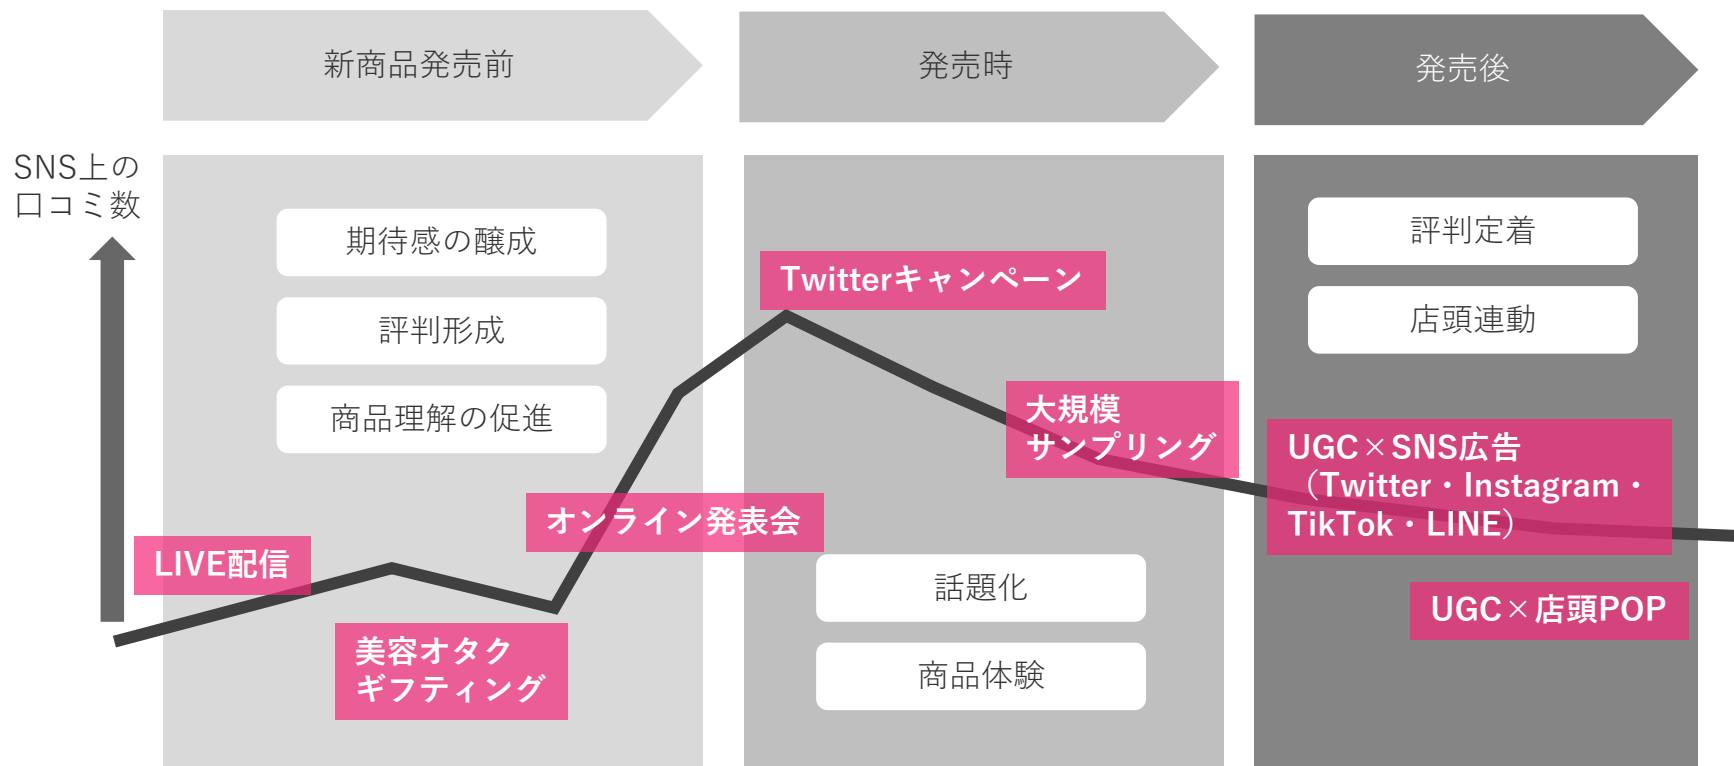 新商品発売前
発売時
発売後
SNS上の
口コミ数
期待感の醸成
評判形成
商品理解の促進
LIVE配信
美容オタク
ギフティング
オンライン発表会
Twitterキャンペーン
大規模
サンプリング
話題化
商品体験
評判定着
店頭連動
UGC×SNS広告
（Twitter・Instagram・
TikTok・LINE）
UGC×店頭POP